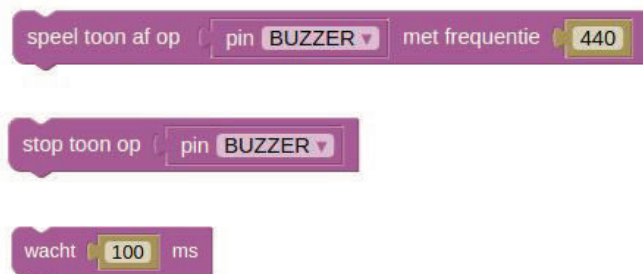 speel toon af op pin BUZZER met frequentie 440
stop toon op pin BUZZER
wacht 100 ms